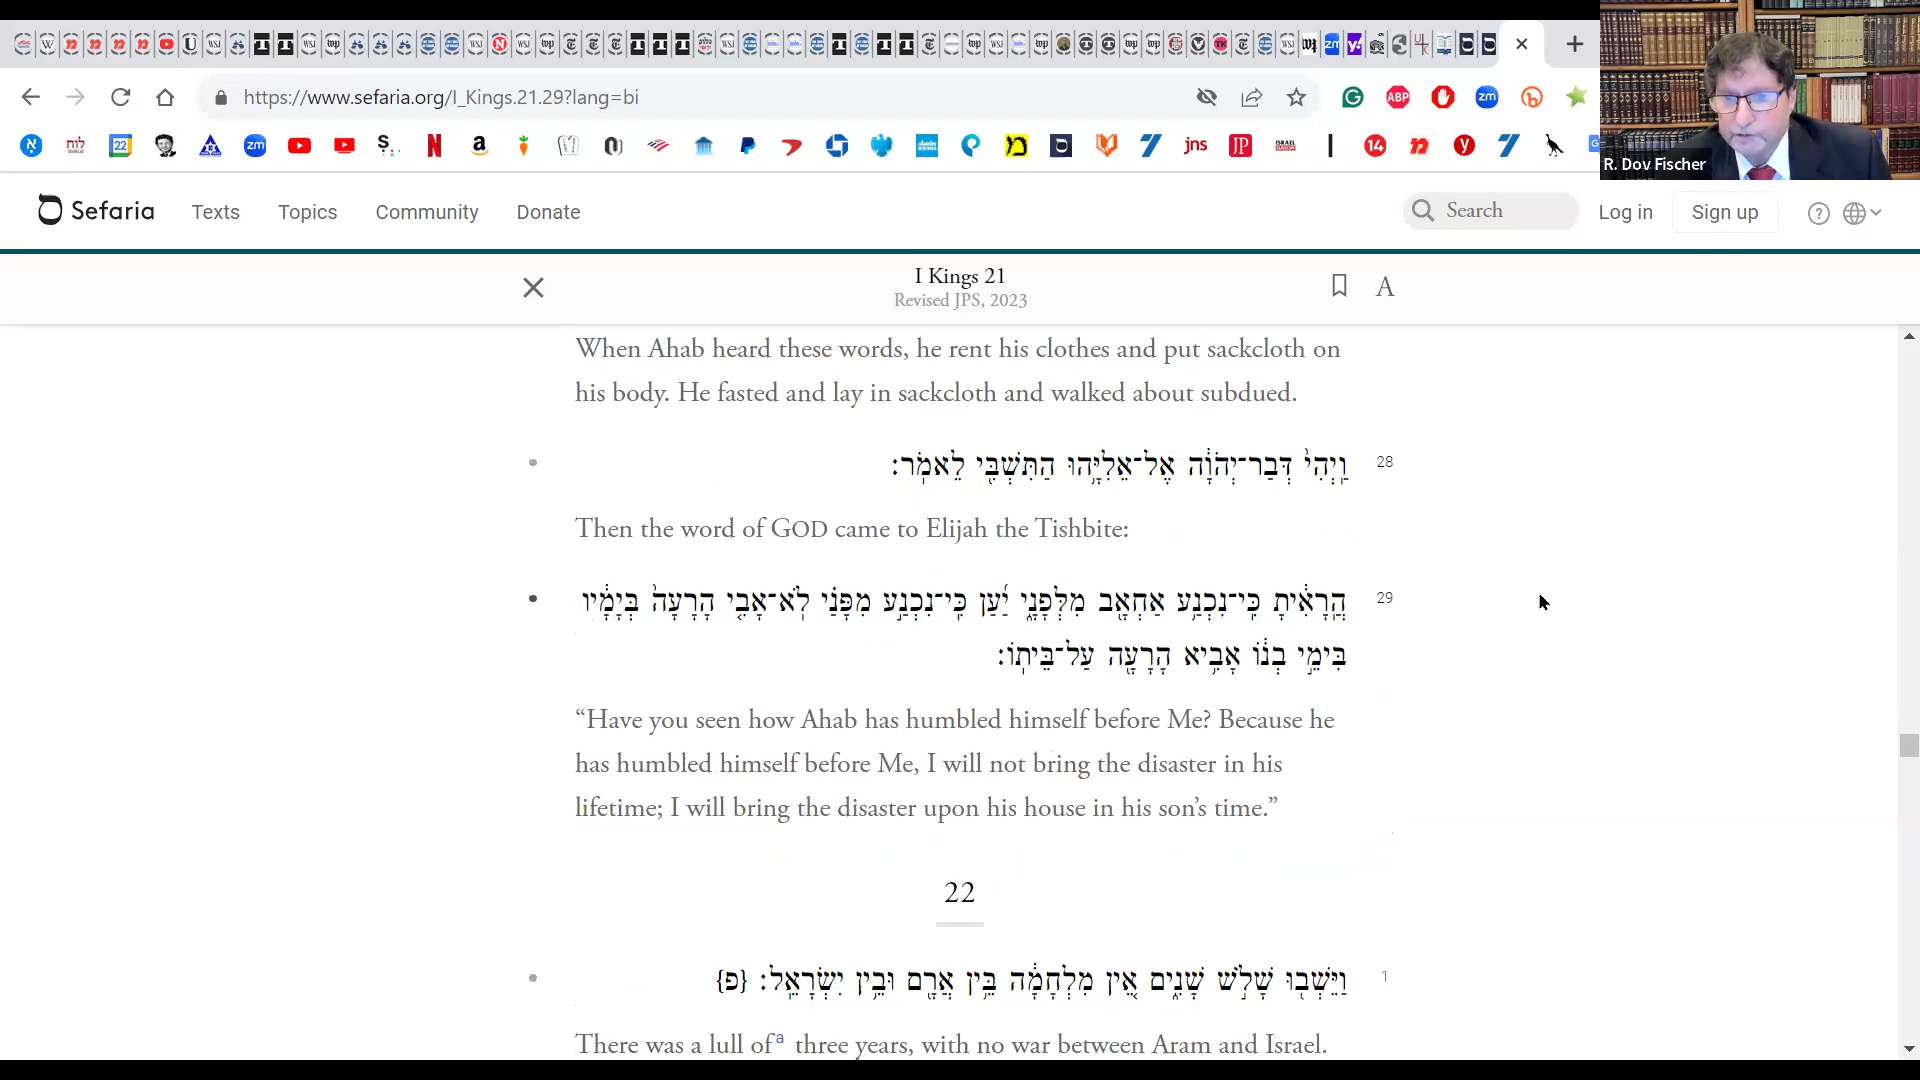 https://www.sefaria.org/I_Kings.21.29?lang=bi
R. Dov Fischer
Sefaria
Texts
Topics
Community
Donate
Search
Log in
Sign up
I Kings 21
Revised JPS, 2023
A
When Ahab heard these words, he rent his clothes and put sackcloth on
his body. He fasted and lay in sackcloth and walked about subdued.
28
וַֽיְהִי֙ דְּבַר־יְהֹוָ֔ה אֶל־אֵלִיָּ֥הוּ הַתִּשְׁבִּ֖י לֵאמֹֽר׃
Then the word of GOD came to Elijah the Tishbite:
29
הֲֽרָאִ֔יתָ כִּֽי־נִכְנַ֥ע אַחְאָ֖ב מִלְּפָנָ֑י יַ֜עַן כִּֽי־נִכְנַ֣ע מִפָּנַ֗י לֹֽא־אָבִ֤י הָרָעָה֙ בְּיָמָ֔יו
בִּימֵ֣י בְנ֔וֹ אָבִ֥יא הָרָעָ֖ה עַל־בֵּיתֽוֹ׃
“Have you seen how Ahab has humbled himself before Me? Because he
has humbled himself before Me, I will not bring the disaster in his
lifetime; I will bring the disaster upon his house in his son’s time.”
22
1
וַיֵּשְׁב֖וּ שָׁלֹ֣שׁ שָׁנִ֑ים אֵ֚ין מִלְחָמָ֔ה בֵּ֥ין אֲרָ֖ם וּבֵ֥ין יִשְׂרָאֵֽל׃ {פ}
There was a lull of a three years, with no war between Aram and Israel.